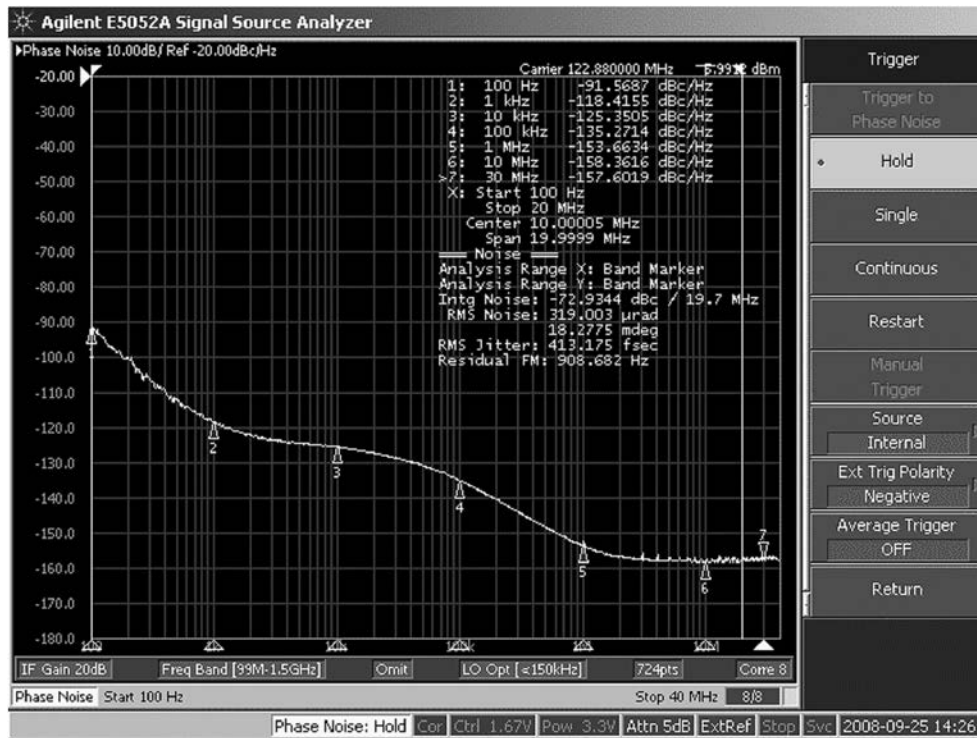 Agilent E5052A Signal Source Analyzer
Phase Noise 10.00dB/ Ref -20.00dBc/Hz
Carrier 122.880000 MHz dBm
1: 100 Hz -91.5687 dBc/Hz
2: 1 kHz -118.4155 dBc/Hz
3: 10 kHz -125.3505 dBc/Hz
4: 100 kHz -135.2714 dBc/Hz
5: 1 MHz -153.6634 dBc/Hz
6: 10 MHz -158.3616 dBc/Hz
>7: 30 MHz -157.6019 dBc/Hz
X: Start 100 Hz
Stop 20 MHz
Center 10.00005 MHz
Span 19.9999 MHz
=== Noise ===
Analysis Range X: Band Marker
Analysis Range Y: Band Marker
Intg Noise: -72.9344 dBc / 19.7 MHz
RMS Noise: 319.003 µrad
18.2775 mdeg
RMS Jitter: 413.175 fsec
Residual FM: 908.682 Hz
-20.00
-30.00
-40.00
-50.00
-60.00
-70.00
-80.00
-90.00
-100.0
-110.0
-120.0
-130.0
-140.0
-150.0
-160.0
-170.0
-180.0
1
2
3
4
5
6
7
IF Gain 20dB
Freq Band [99M-1.5GHz]
Omit
LO Opt [<150kHz]
724pts
Corre 8
Phase Noise Start 100 Hz
Stop 40 MHz
8/8
Phase Noise: Hold
Cor
Ctrl 1.67V
Pow 3.3V
Attn 5dB
ExtRef
Stop
Svc
2008-09-25 14:26
Trigger
Trigger to
Phase Noise
Hold
Single
Continuous
Restart
Manual
Trigger
Source
Internal
Ext Trig Polarity
Negative
Average Trigger
OFF
Return